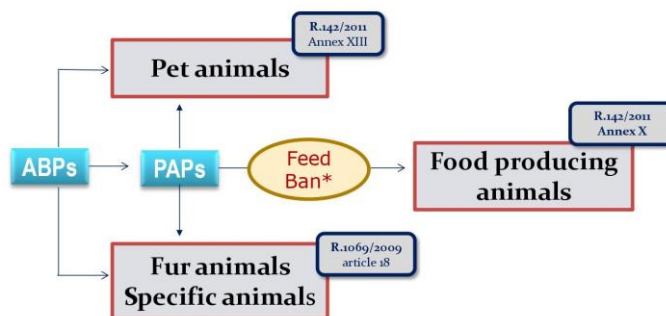 R.142/2011
Annex XIII
Pet animals
R.142/2011
Annex X
ABPs
PAPs
Feed
Ban*
Food producing
animals
R.1069/2009
article 18
Fur animals
Specific animals